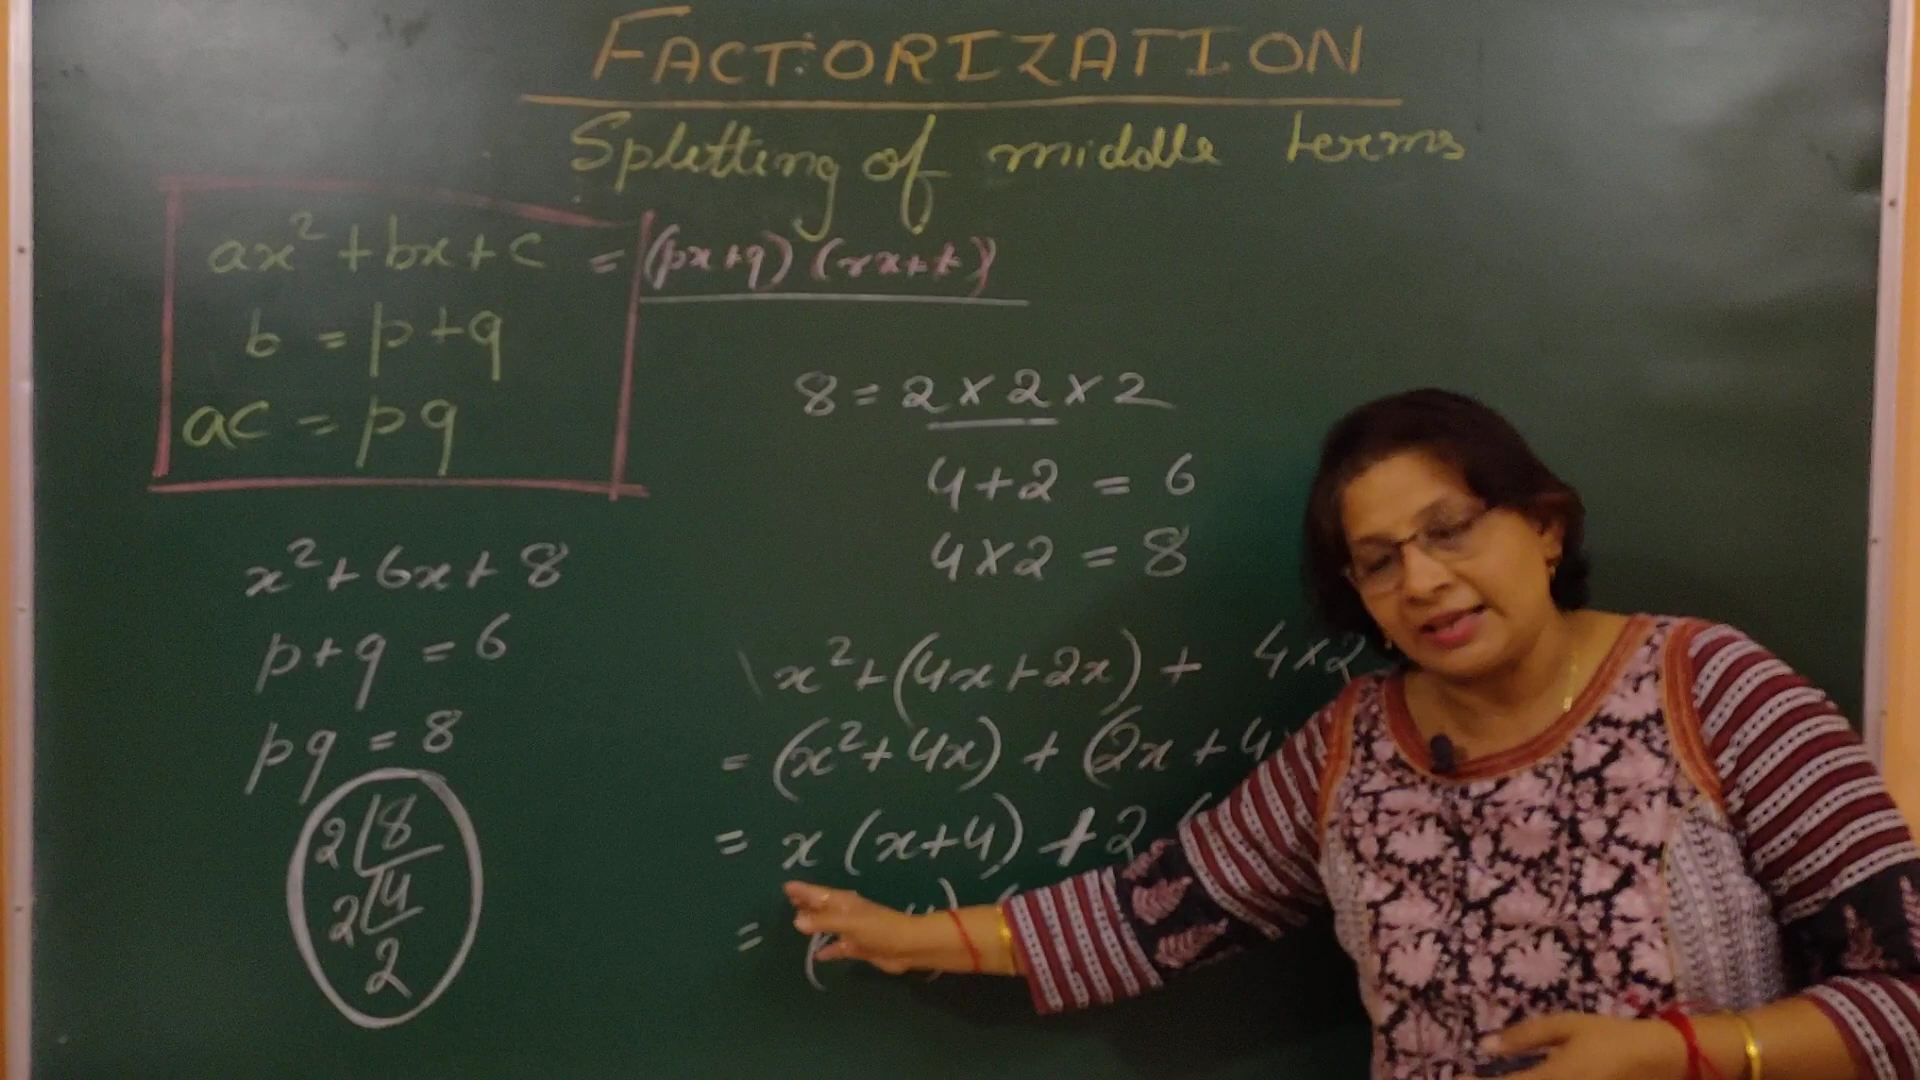 FACTORIZATION
Splitting of middle terms
ax² + bx + c = (px+q) (rx+t)
b = p+q
ac = pq
x² + 6x + 8
p+q = 6
pq = 8
2 8
2 4
2
8 = 2 × 2 × 2
4+2 = 6
4×2 = 8
x² + (4x+2x) + 4×2
= (x² + 4x) + (2x + 4
= x (x+4) + 2 (
= ( 4) (